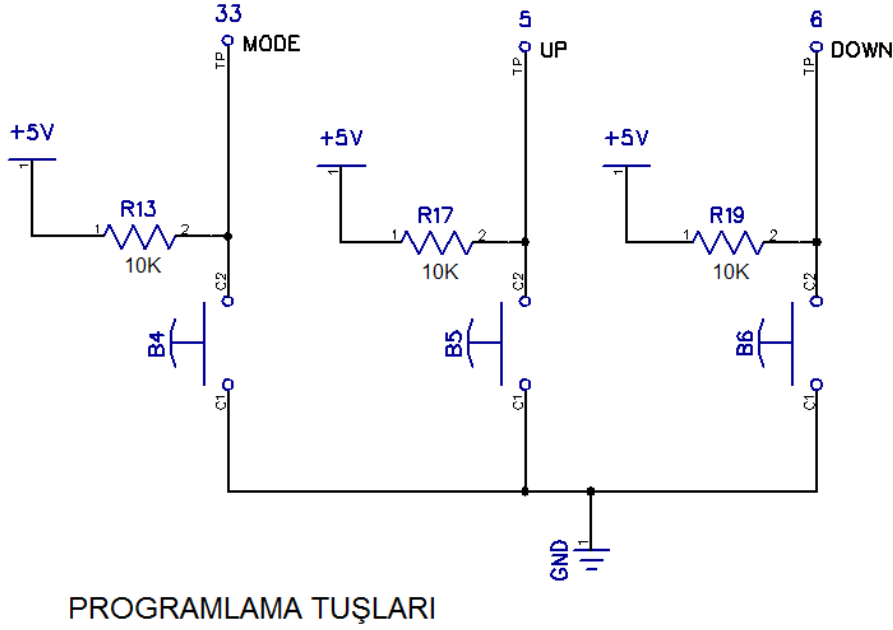 33 5 6
MODE UP DOWN
TP TP TP
+5V +5V +5V
1 1 1
R13 R17 R19
1 2 1 2 1 2
10K 10K 10K
C2 C2 C2
B4 B5 B6
C1 C1 C1
1
GND
PROGRAMLAMA TUŞLARI